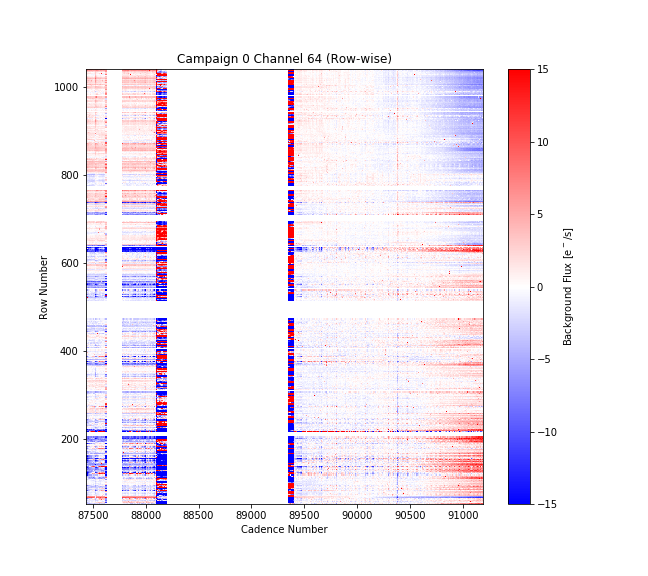 Campaign 0 Channel 64 (Row-wise)
1000
800
600
400
200
Row Number
87500 88000 88500 89000 89500 90000 90500 91000
Cadence Number
15
10
5
0
−5
−10
−15
Background Flux [e⁻/s]